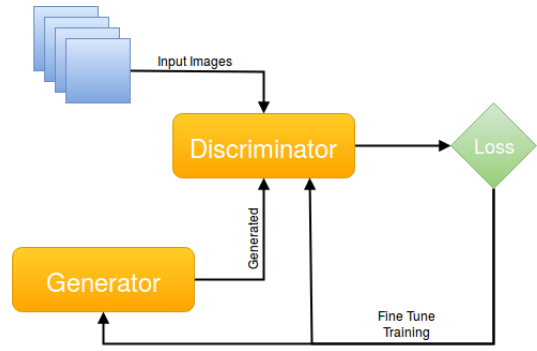 Input Images
Discriminator
Loss
Generated
Generator
Fine Tune
Training